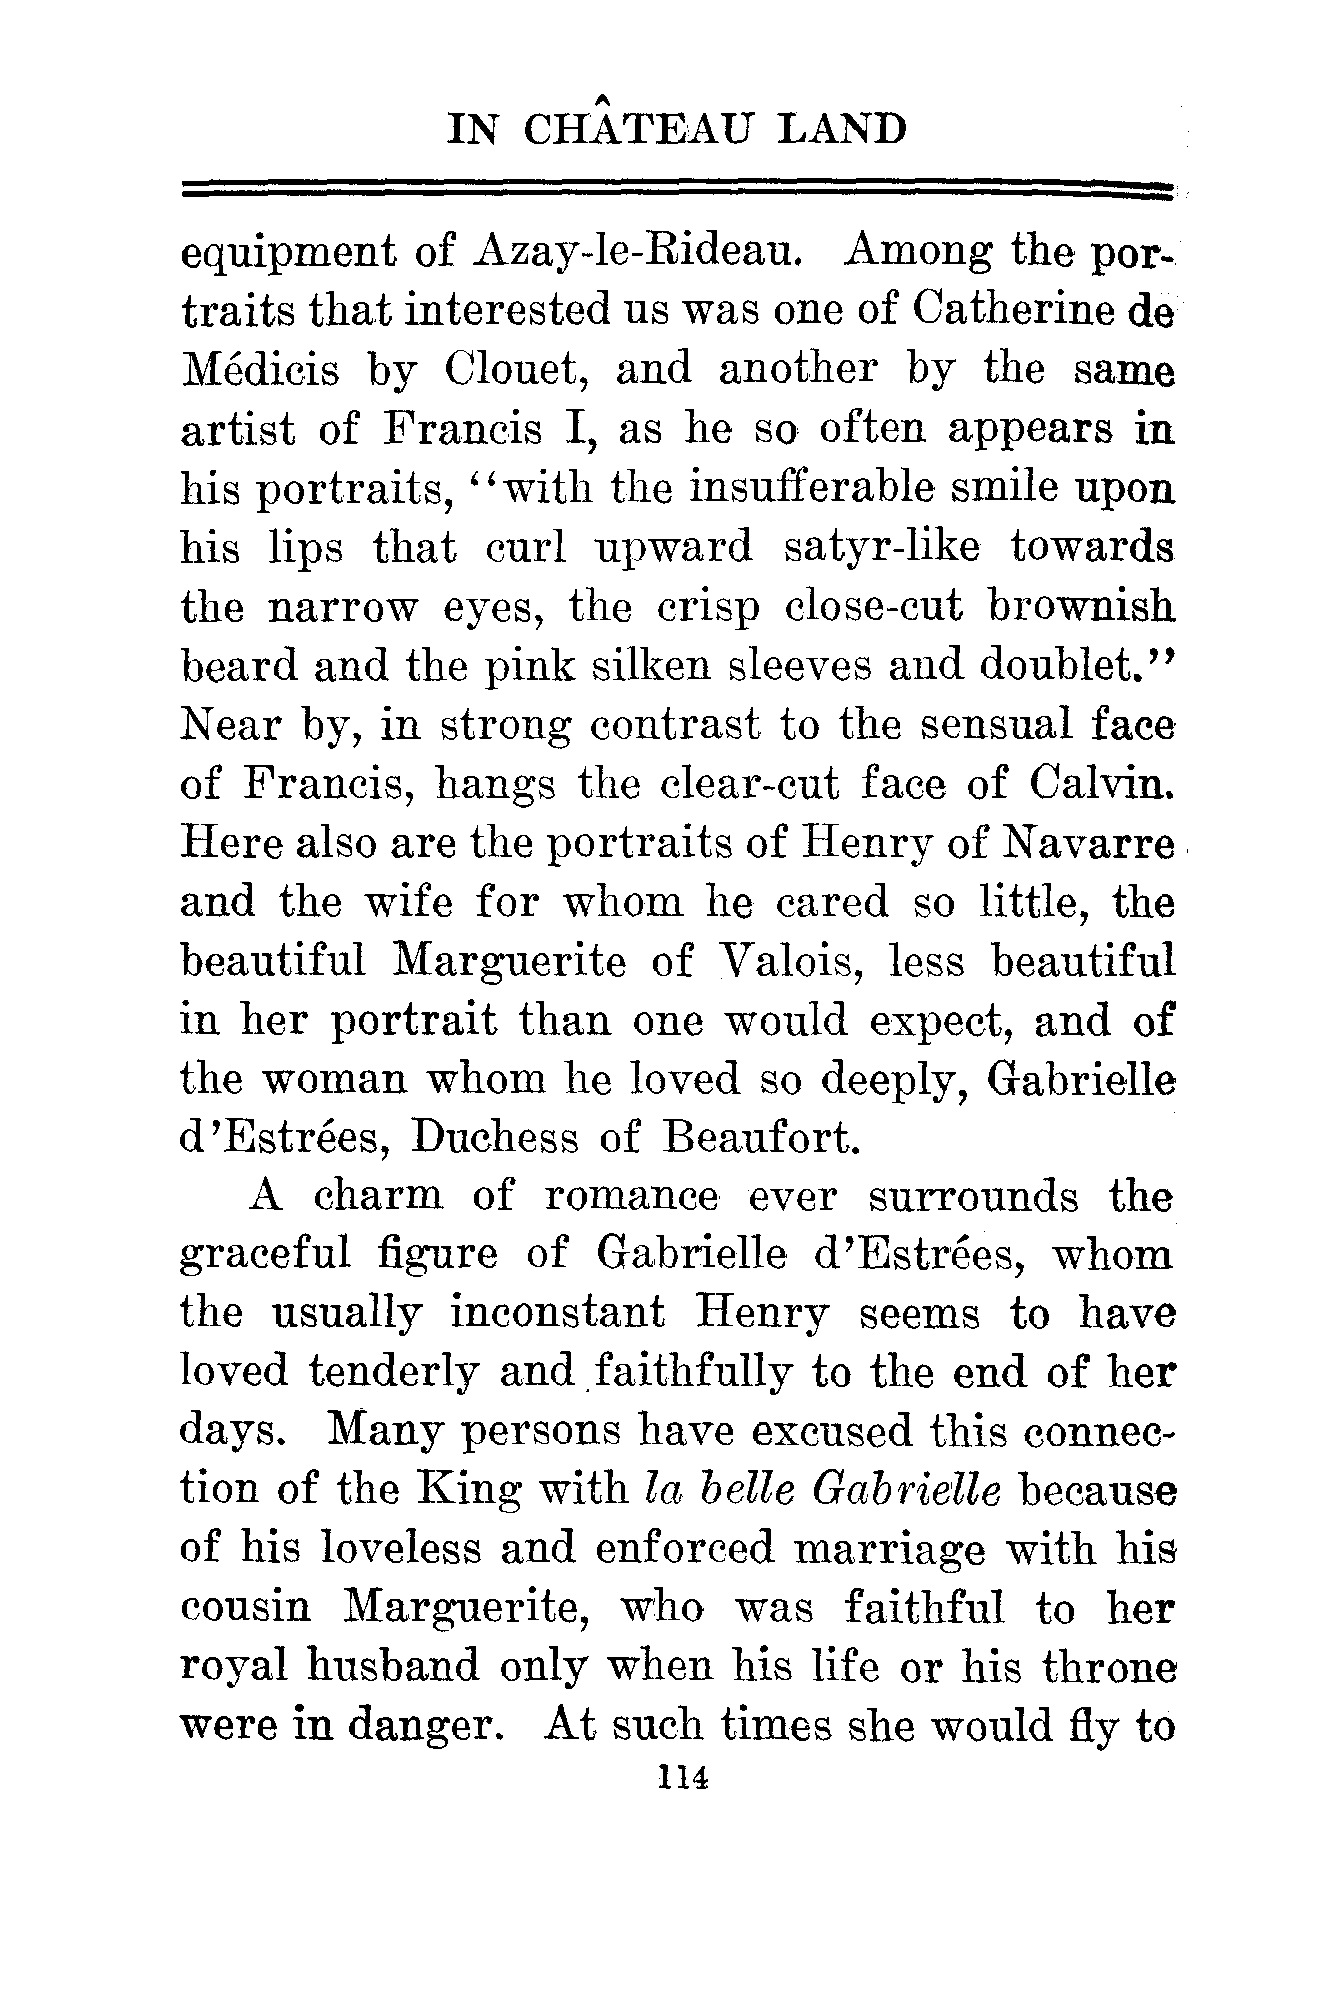 IN CHÂTEAU LAND
equipment of Azay-le-Rideau. Among the por-
traits that interested us was one of Catherine de
Médicis by Clouet, and another by the same
artist of Francis I, as he so often appears in
his portraits, "with the insufferable smile upon
his lips that curl upward satyr-like towards
the narrow eyes, the crisp close-cut brownish
beard and the pink silken sleeves and doublet."
Near by, in strong contrast to the sensual face
of Francis, hangs the clear-cut face of Calvin.
Here also are the portraits of Henry of Navarre
and the wife for whom he cared so little, the
beautiful Marguerite of Valois, less beautiful
in her portrait than one would expect, and of
the woman whom he loved so deeply, Gabrielle
d'Estrées, Duchess of Beaufort.
A charm of romance ever surrounds the
graceful figure of Gabrielle d'Estrées, whom
the usually inconstant Henry seems to have
loved tenderly and faithfully to the end of her
days. Many persons have excused this connec-
tion of the King with la belle Gabrielle because
of his loveless and enforced marriage with his
cousin Marguerite, who was faithful to her
royal husband only when his life or his throne
were in danger. At such times she would fly to
114